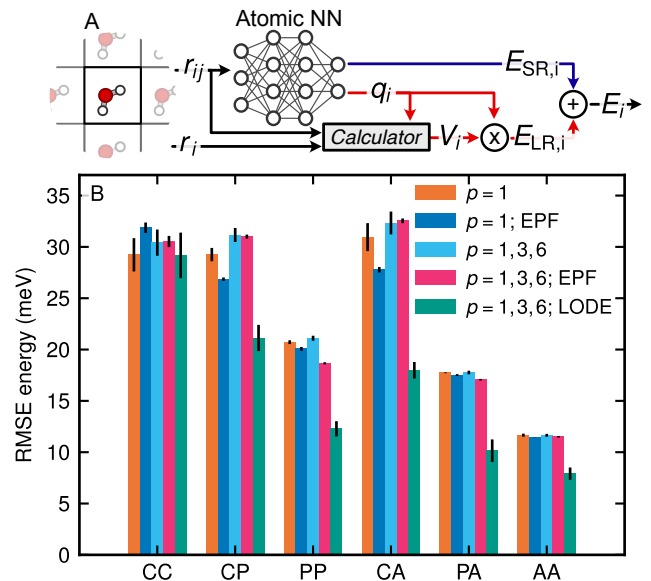 A
Atomic NN
r_ij
E_SR,i
q_i
+
E_i
r_i
Calculator
V_i
x
E_LR,i
B
p = 1
p = 1; EPF
p = 1,3,6
p = 1,3,6; EPF
p = 1,3,6; LODE
RMSE energy (meV)
35
30
25
20
15
10
5
0
CC CP PP CA PA AA